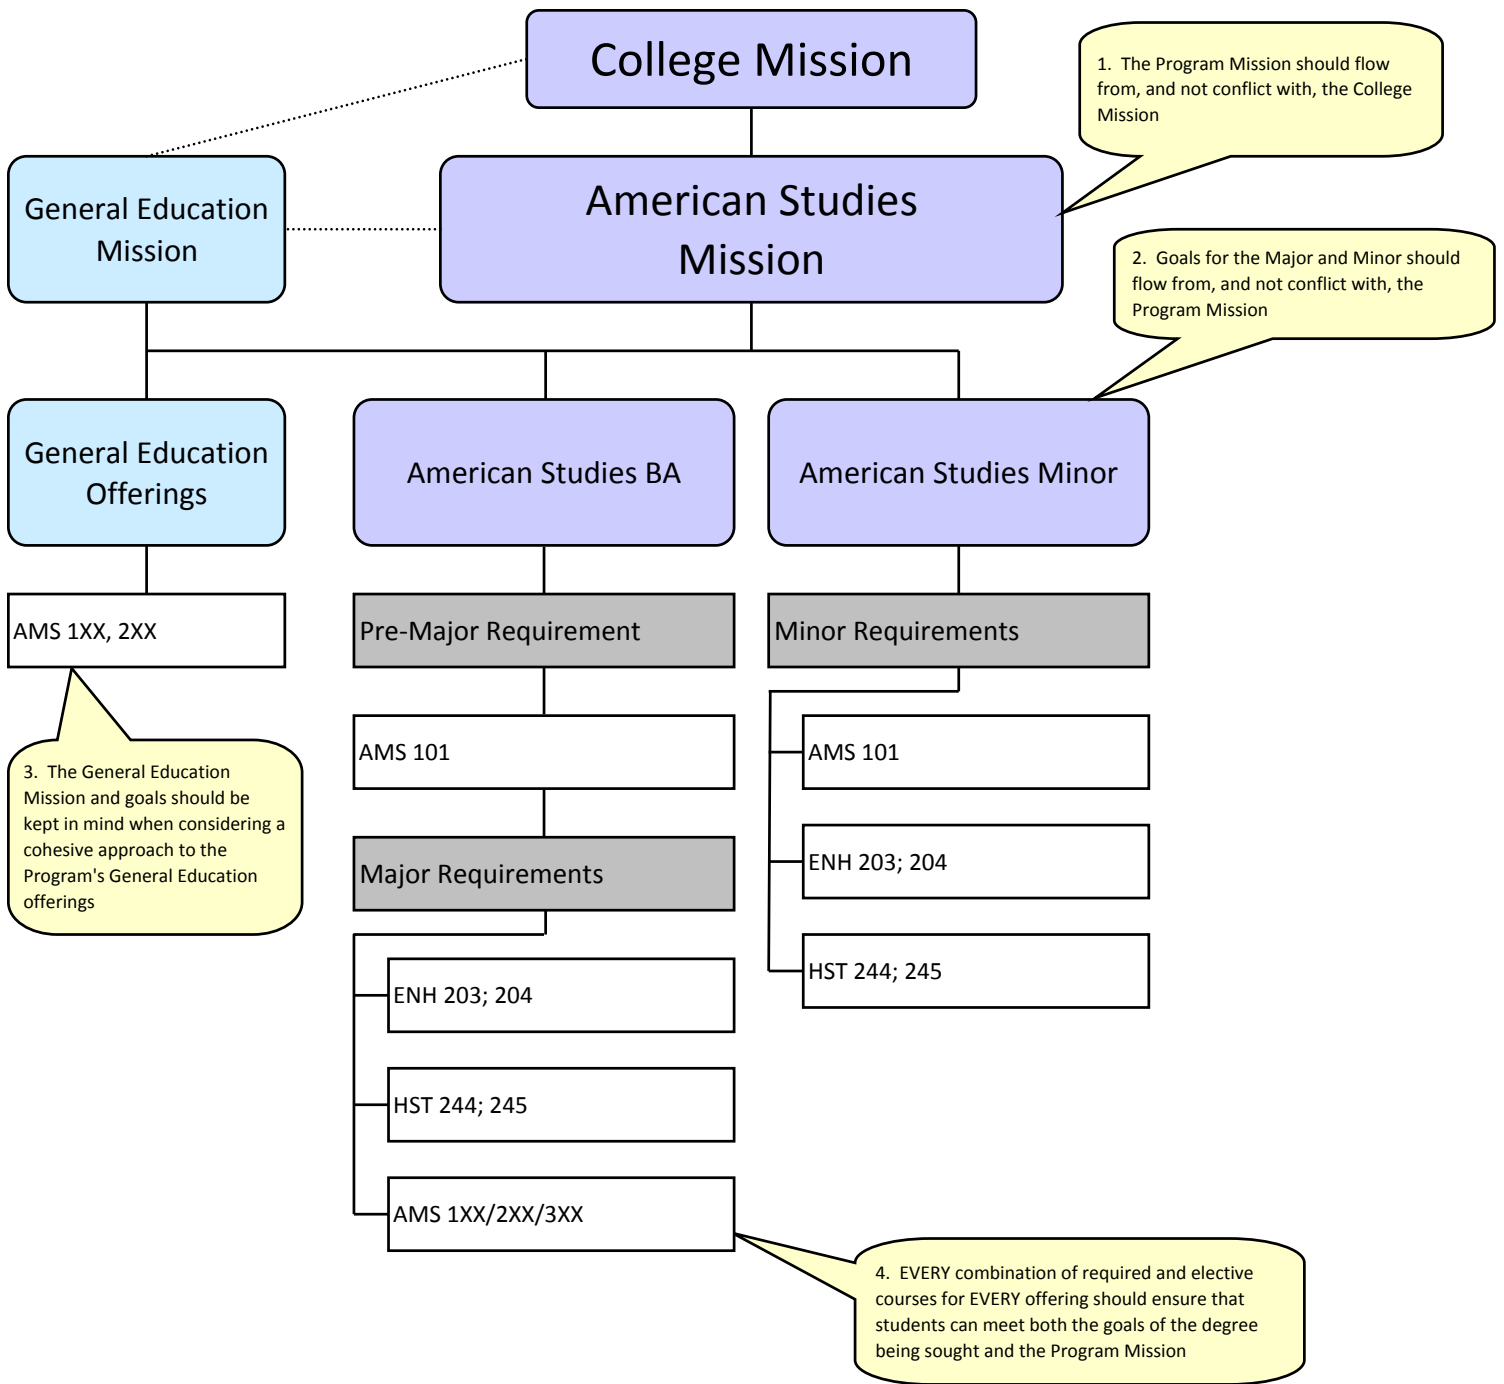 College Mission
1. The Program Mission should flow
from, and not conflict with, the College
Mission
General Education
Mission
American Studies
Mission
2. Goals for the Major and Minor should
flow from, and not conflict with, the
Program Mission
General Education
Offerings
American Studies BA
American Studies Minor
AMS 1XX, 2XX
Pre-Major Requirement
Minor Requirements
AMS 101
AMS 101
3. The General Education
Mission and goals should be
kept in mind when considering a
cohesive approach to the
Program's General Education
offerings
Major Requirements
ENH 203; 204
HST 244; 245
ENH 203; 204
HST 244; 245
AMS 1XX/2XX/3XX
4. EVERY combination of required and elective
courses for EVERY offering should ensure that
students can meet both the goals of the degree
being sought and the Program Mission